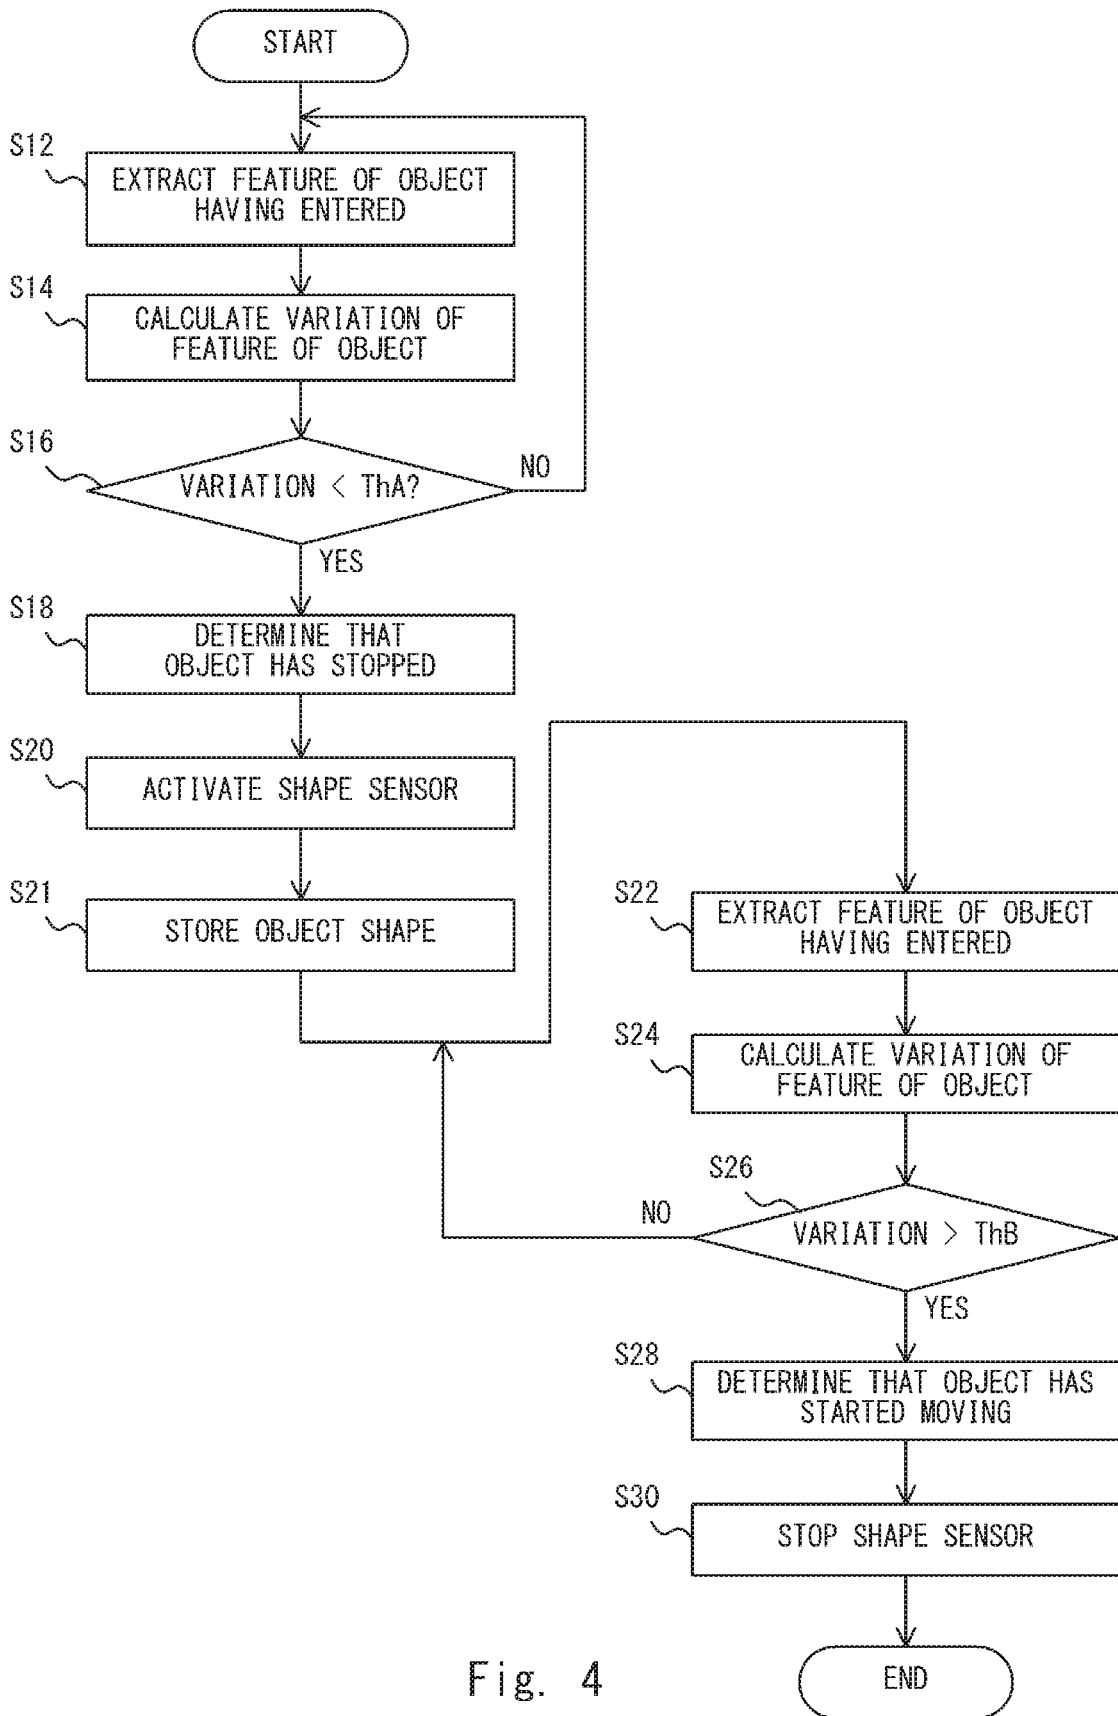 START
S12
EXTRACT FEATURE OF OBJECT
HAVING ENTERED
S14
CALCULATE VARIATION OF
FEATURE OF OBJECT
S16
VARIATION < ThA?
NO
YES
S18
DETERMINE THAT
OBJECT HAS STOPPED
S20
ACTIVATE SHAPE SENSOR
S21
STORE OBJECT SHAPE
S22
EXTRACT FEATURE OF OBJECT
HAVING ENTERED
S24
CALCULATE VARIATION OF
FEATURE OF OBJECT
S26
VARIATION > ThB
NO
YES
S28
DETERMINE THAT OBJECT HAS
STARTED MOVING
S30
STOP SHAPE SENSOR
END
Fig. 4